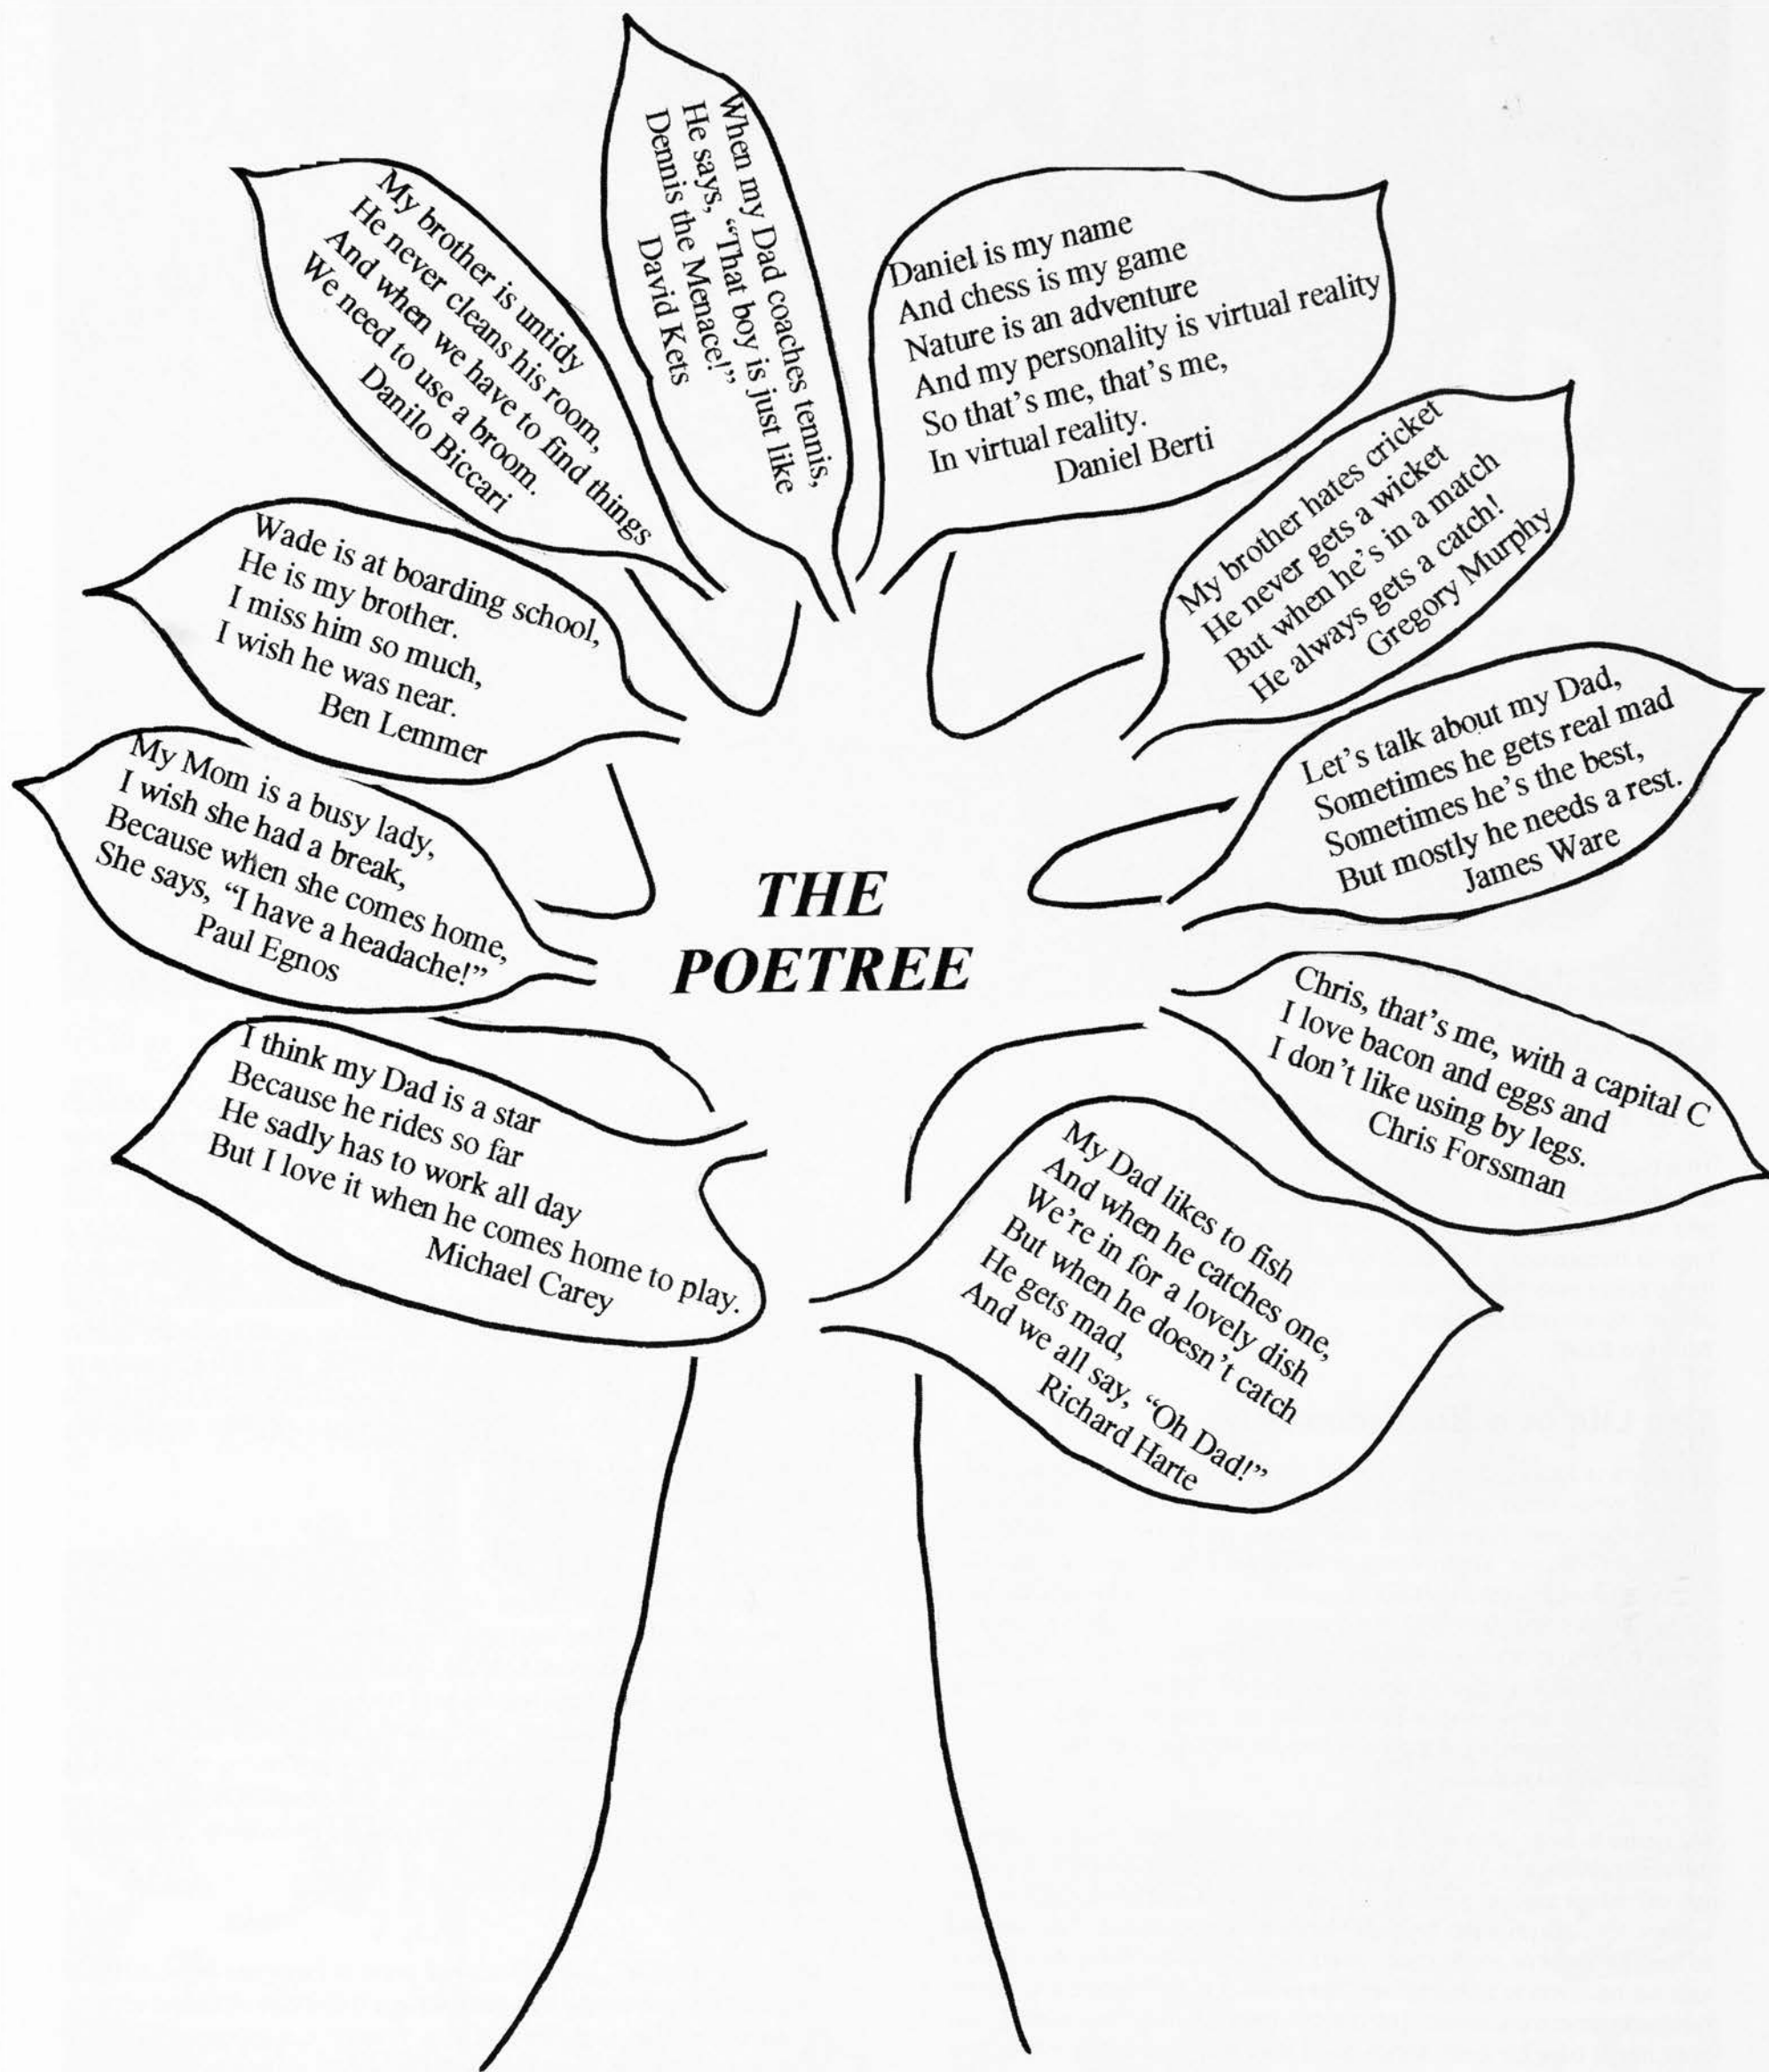 When my Dad coaches tennis,
He says, “That boy is just like
Dennis the Menace!”
David Kets
My brother is untidy
He never cleans his room,
And when we have to find things
We need to use a broom.
Danilo Biccari
Daniel is my name
And chess is my game
Nature is an adventure
And my personality is virtual reality
So that's me, that's me,
In virtual reality.
Daniel Berti
My brother hates cricket
He never gets a wicket
But when he's in a match
He always gets a catch!
Gregory Murphy
Wade is at boarding school,
He is my brother.
I miss him so much,
I wish he was near.
Ben Lemmer
Let's talk about my Dad,
Sometimes he gets real mad
Sometimes he's the best,
But mostly he needs a rest.
James Ware
My Mom is a busy lady,
I wish she had a break,
Because when she comes home,
She says, “I have a headache!”
Paul Egnos
THE
POETREE
Chris, that's me, with a capital C
I love bacon and eggs and
I don't like using by legs.
Chris Forssman
I think my Dad is a star
Because he rides so far
He sadly has to work all day
But I love it when he comes home to play.
Michael Carey
My Dad likes to fish
And when he catches one,
We're in for a lovely dish
But when he doesn't catch
He gets mad,
And we all say, “Oh Dad!”
Richard Harte